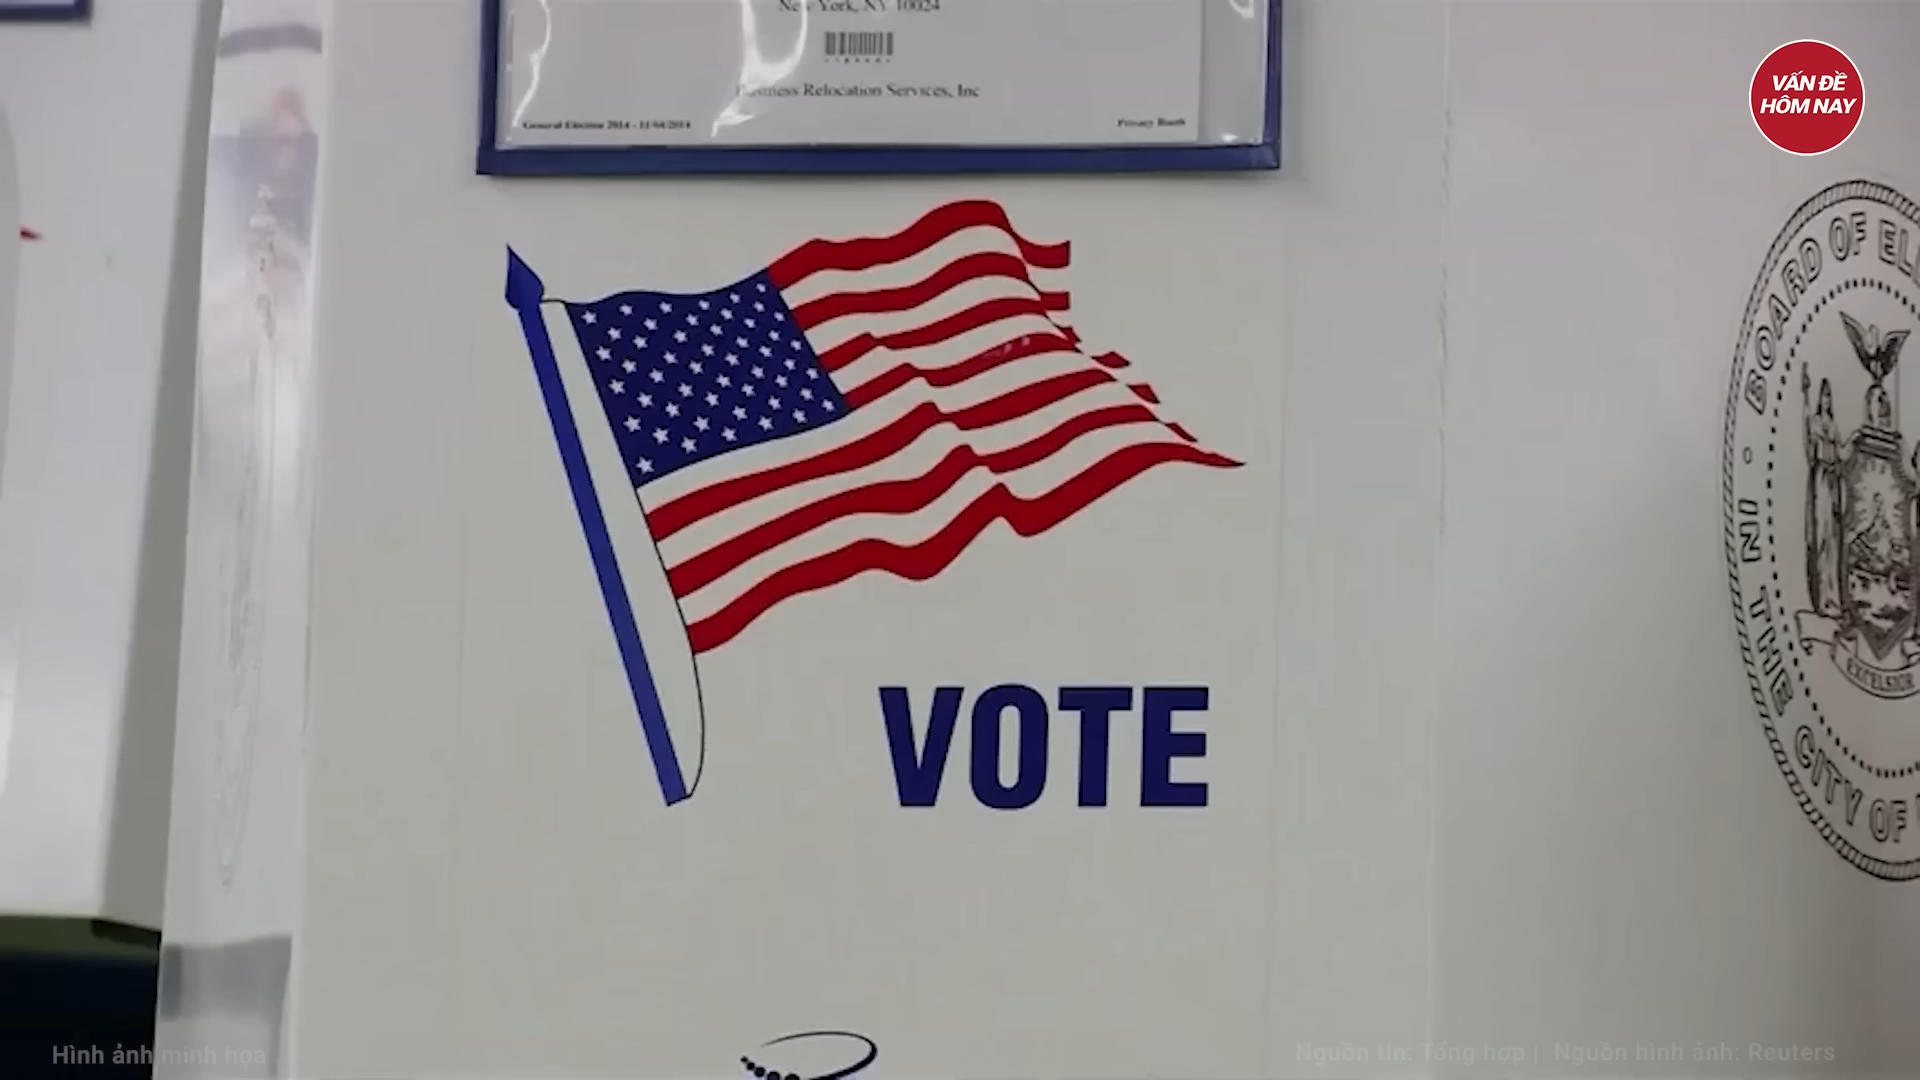 New York, NY 10024
Business Relocation Services, Inc
General Election 2014 - 11/04/2014
Privacy Booth
VẤN ĐỀ
HÔM NAY
BOARD OF EL
IN THE CITY OF
EXCELSIOR
VOTE
Hình ảnh minh họa
Nguồn tin: Tổng hợp | Nguồn hình ảnh: Reuters